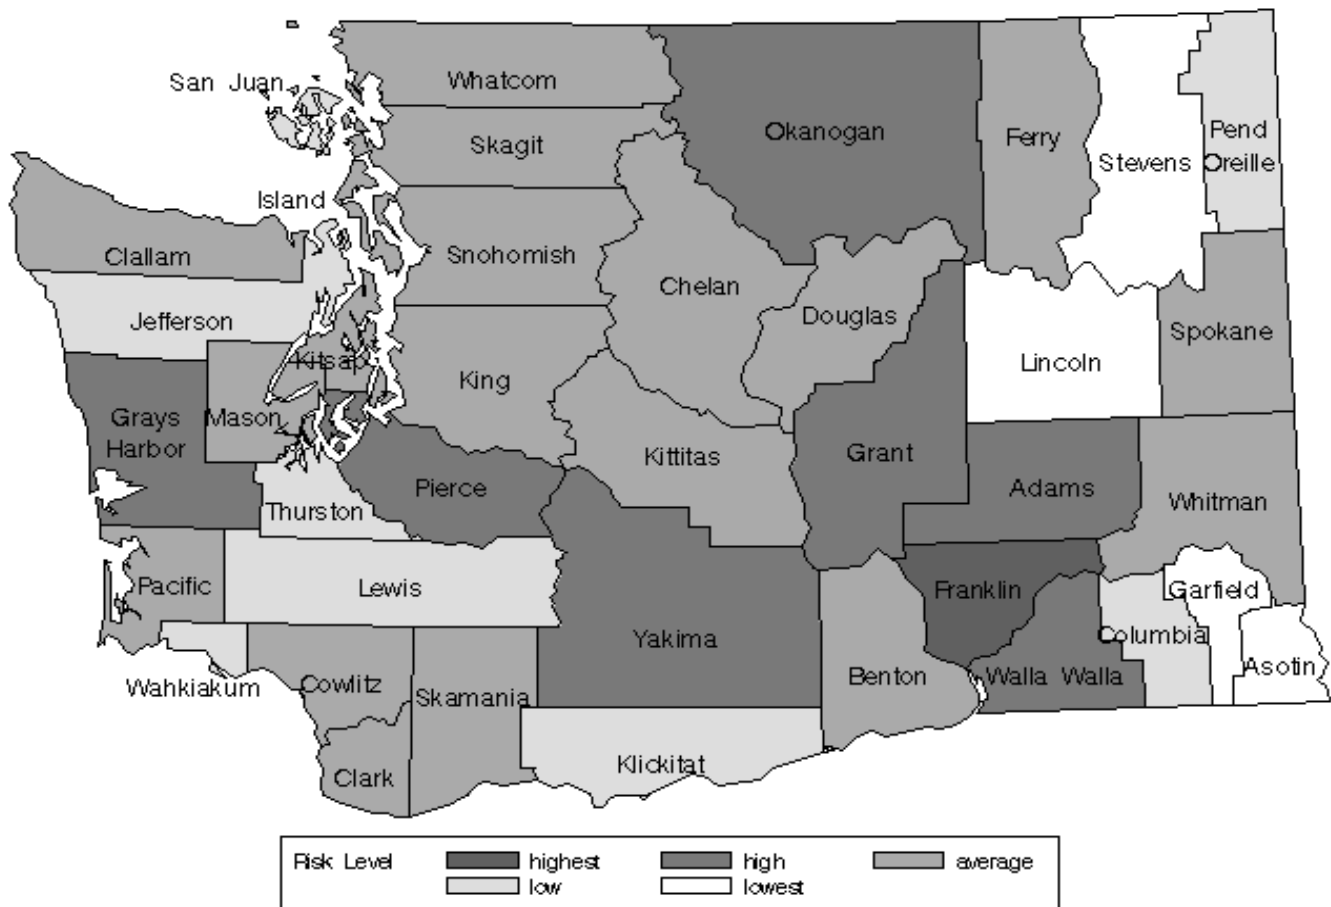 Whatcom
San Juan
Okanogan
Pend
Oreille
Ferry
Skagit
Stevens
Island
Snohomish
Clallam
Chelan
Douglas
Jefferson
Spokane
Kitsap
Lincoln
King
Grays
Harbor
Mason
Kittitas
Grant
Pierce
Adams
Whitman
Thurston
Pacific
Lewis
Franklin
Garfield
Yakima
Columbia
Wahkiakum
Cowlitz
Skamania
Benton
Walla Walla
Asotin
Clark
Klickitat
Risk Level highest high average
low lowest